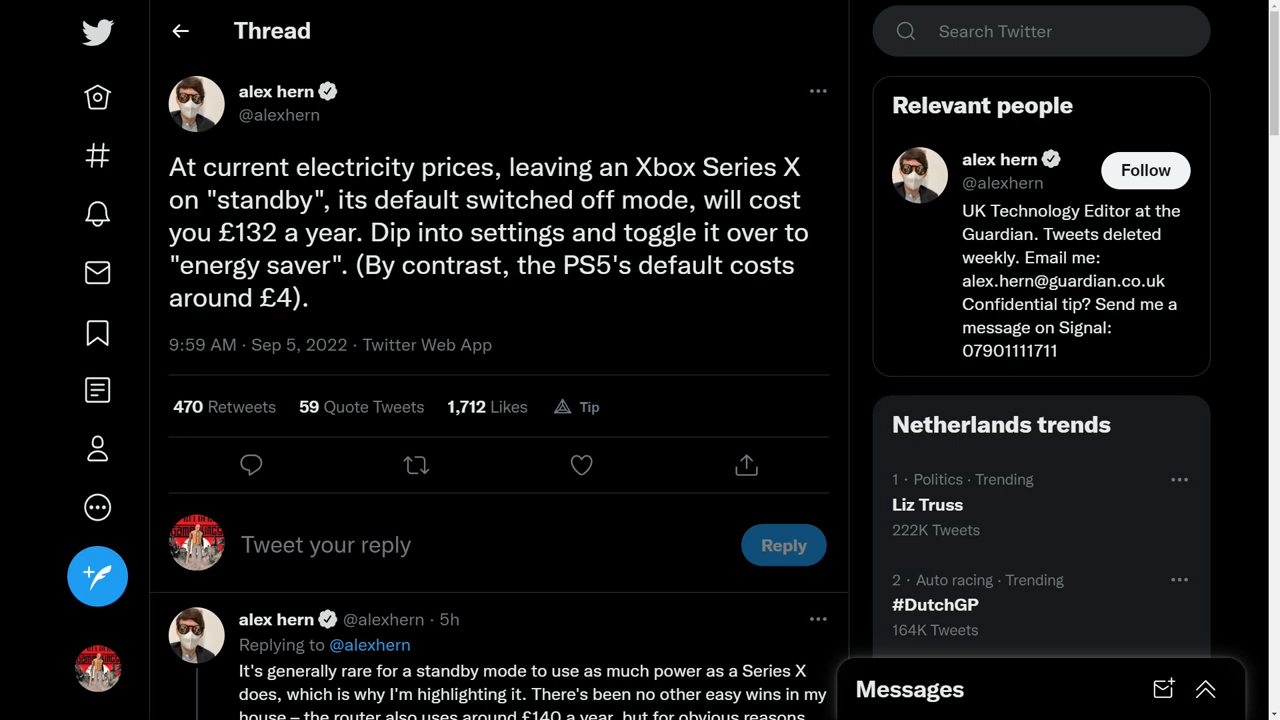 Thread
alex hern
@alexhern
At current electricity prices, leaving an Xbox Series X
on "standby", its default switched off mode, will cost
you £132 a year. Dip into settings and toggle it over to
"energy saver". (By contrast, the PS5's default costs
around £4).
9:59 AM · Sep 5, 2022 · Twitter Web App
470 Retweets 59 Quote Tweets 1,712 Likes Tip
Tweet your reply
Reply
alex hern @alexhern · 5h
Replying to @alexhern
It's generally rare for a standby mode to use as much power as a Series X
does, which is why I'm highlighting it. There's been no other easy wins in my
house – the router also uses around £140 a year, but for obvious reasons
Search Twitter
Relevant people
alex hern
@alexhern
Follow
UK Technology Editor at the
Guardian. Tweets deleted
weekly. Email me:
alex.hern@guardian.co.uk
Confidential tip? Send me a
message on Signal:
07901111711
Netherlands trends
1 · Politics · Trending
Liz Truss
222K Tweets
2 · Auto racing · Trending
#DutchGP
164K Tweets
Messages